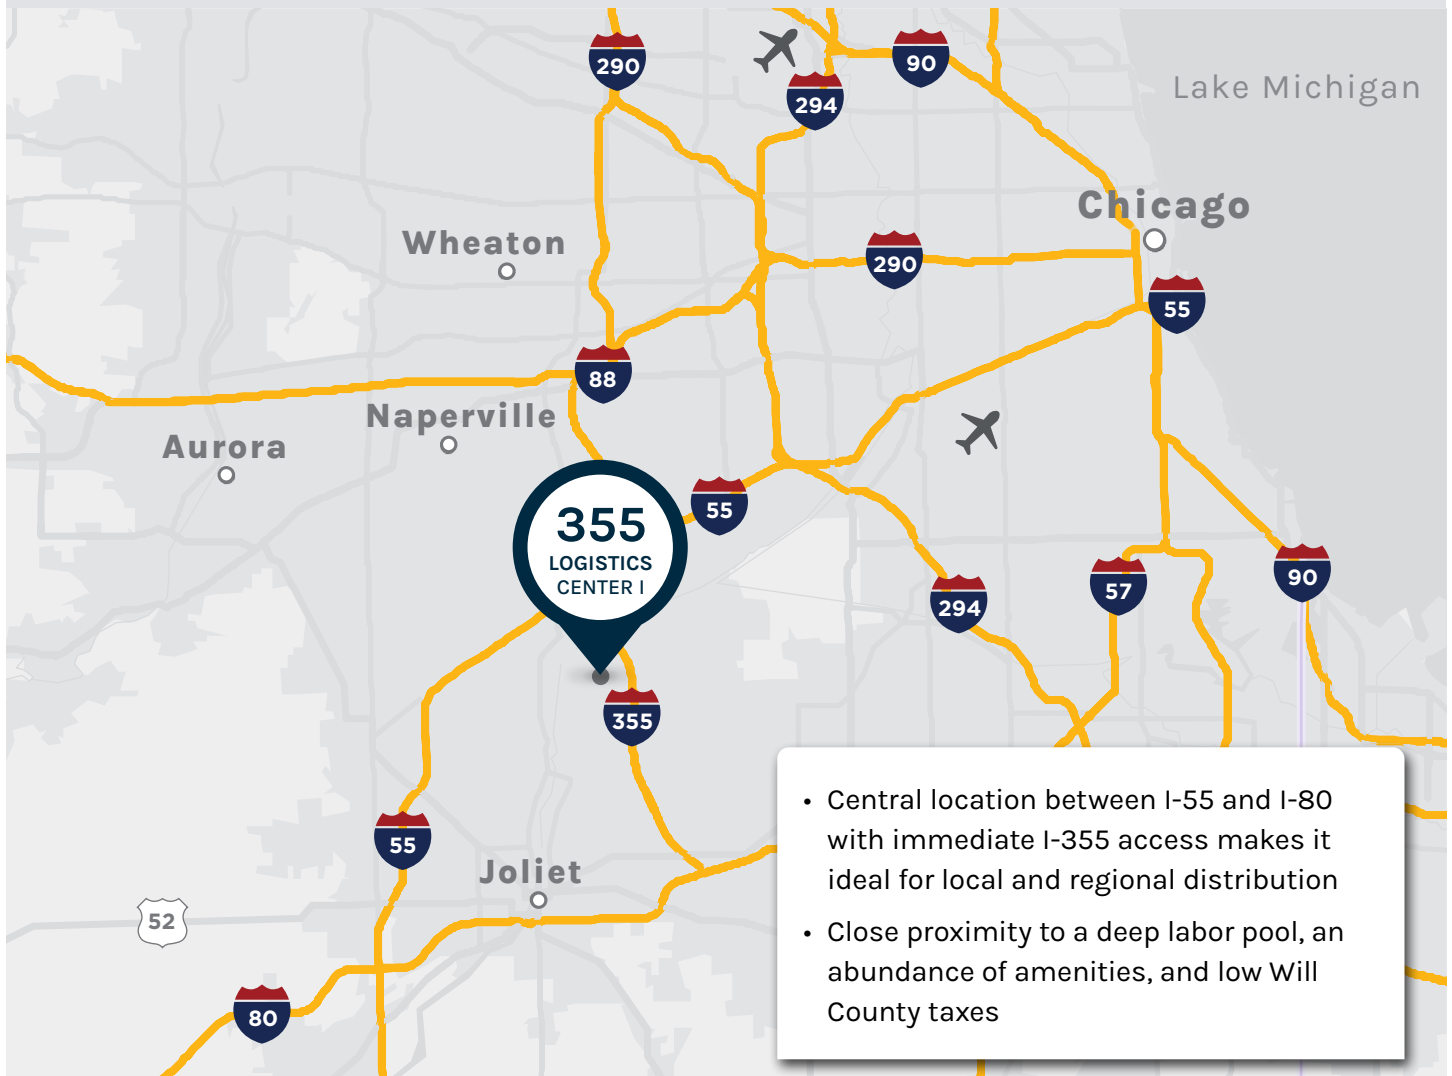 290
90
294
Lake Michigan
Chicago
Wheaton
290
55
88
Naperville
Aurora
55
355
LOGISTICS
CENTER I
294
57
90
355
55
Joliet
52
80
• Central location between I-55 and I-80
with immediate I-355 access makes it
ideal for local and regional distribution
• Close proximity to a deep labor pool, an
abundance of amenities, and low Will
County taxes